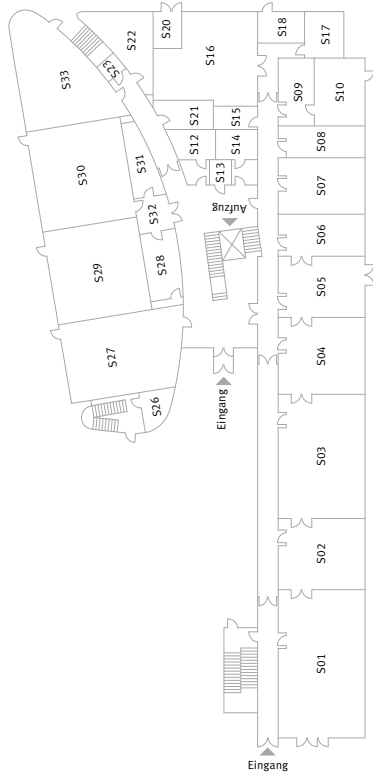 S33
S23
S22
S20
S16
S18
S17
S09
S10
S30
S31
S32
S21
S15
S12
S14
S13
S08
S07
S29
S28
Aufzug
S06
S05
S27
S26
Eingang
S04
S03
S02
S01
Eingang